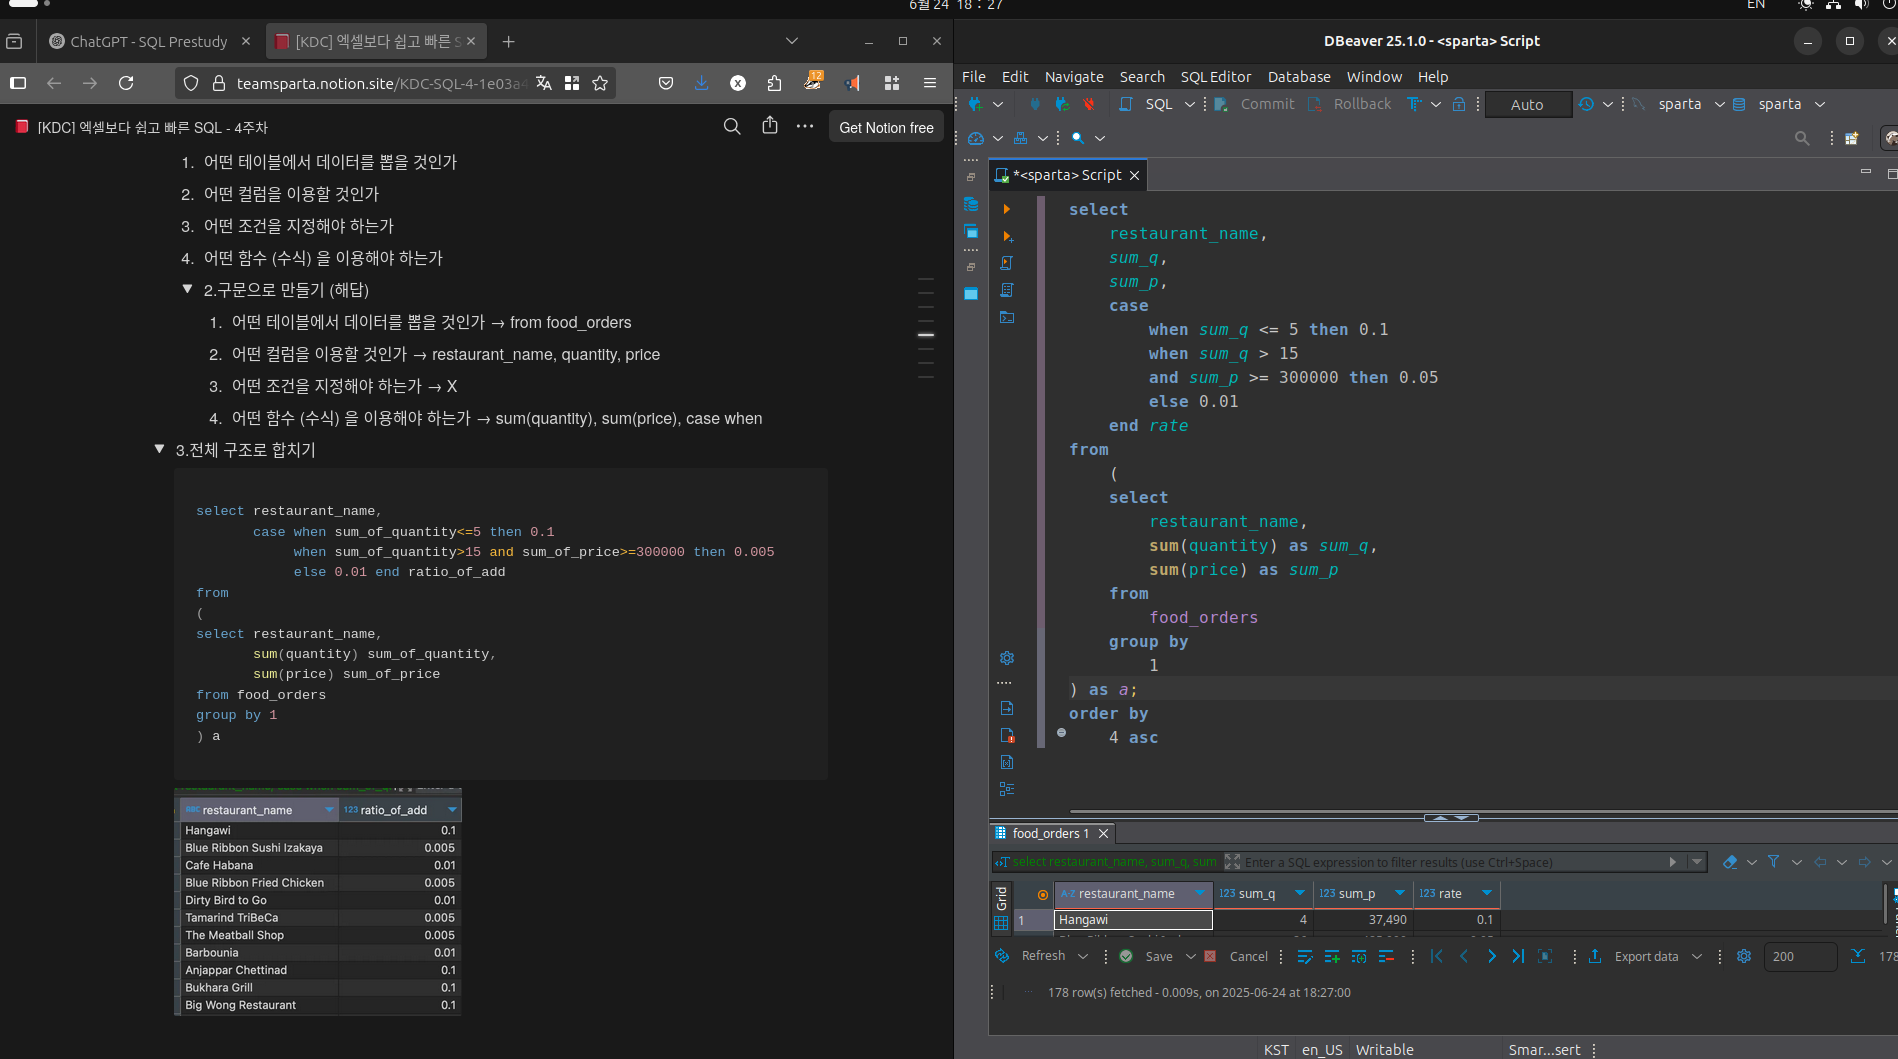 6월 24 18 : 27
EN
ChatGPT - SQL Prestudy
[KDC] 엑셀보다 쉽고 빠른 S
teamsparta.notion.site/KDC-SQL-4-1e03a4
12
[KDC] 엑셀보다 쉽고 빠른 SQL - 4주차
Get Notion free
1. 어떤 테이블에서 데이터를 뽑을 것인가
2. 어떤 컬럼을 이용할 것인가
3. 어떤 조건을 지정해야 하는가
4. 어떤 함수 (수식) 을 이용해야 하는가
2.구문으로 만들기 (해답)
1. 어떤 테이블에서 데이터를 뽑을 것인가 → from food_orders
2. 어떤 컬럼을 이용할 것인가 → restaurant_name, quantity, price
3. 어떤 조건을 지정해야 하는가 → X
4. 어떤 함수 (수식) 을 이용해야 하는가 → sum(quantity), sum(price), case when
3.전체 구조로 합치기
select restaurant_name,
case when sum_of_quantity<=5 then 0.1
when sum_of_quantity>15 and sum_of_price>=300000 then 0.005
else 0.01 end ratio_of_add
from
(
select restaurant_name,
sum(quantity) sum_of_quantity,
sum(price) sum_of_price
from food_orders
group by 1
) a
ABC restaurant_name 123 ratio_of_add
Hangawi 0.1
Blue Ribbon Sushi Izakaya 0.005
Cafe Habana 0.01
Blue Ribbon Fried Chicken 0.005
Dirty Bird to Go 0.01
Tamarind TriBeCa 0.005
The Meatball Shop 0.005
Barbounia 0.01
Anjappar Chettinad 0.1
Bukhara Grill 0.1
Big Wong Restaurant 0.1
DBeaver 25.1.0 - <sparta> Script
File Edit Navigate Search SQL Editor Database Window Help
SQL Commit Rollback T Auto sparta sparta
*<sparta> Script
select
restaurant_name,
sum_q,
sum_p,
case
when sum_q <= 5 then 0.1
when sum_q > 15
and sum_p >= 300000 then 0.05
else 0.01
end rate
from
(
select
restaurant_name,
sum(quantity) as sum_q,
sum(price) as sum_p
from
food_orders
group by
1
) as a;
order by
4 asc
food_orders 1
select restaurant_name, sum_q, sum Enter a SQL expression to filter results (use Ctrl+Space)
Grid
A-Z restaurant_name 123 sum_q 123 sum_p 123 rate
1 Hangawi 4 37,490 0.1
Refresh Save Cancel Export data 200 178
178 row(s) fetched - 0.009s, on 2025-06-24 at 18:27:00
KST en_US Writable Smar...sert